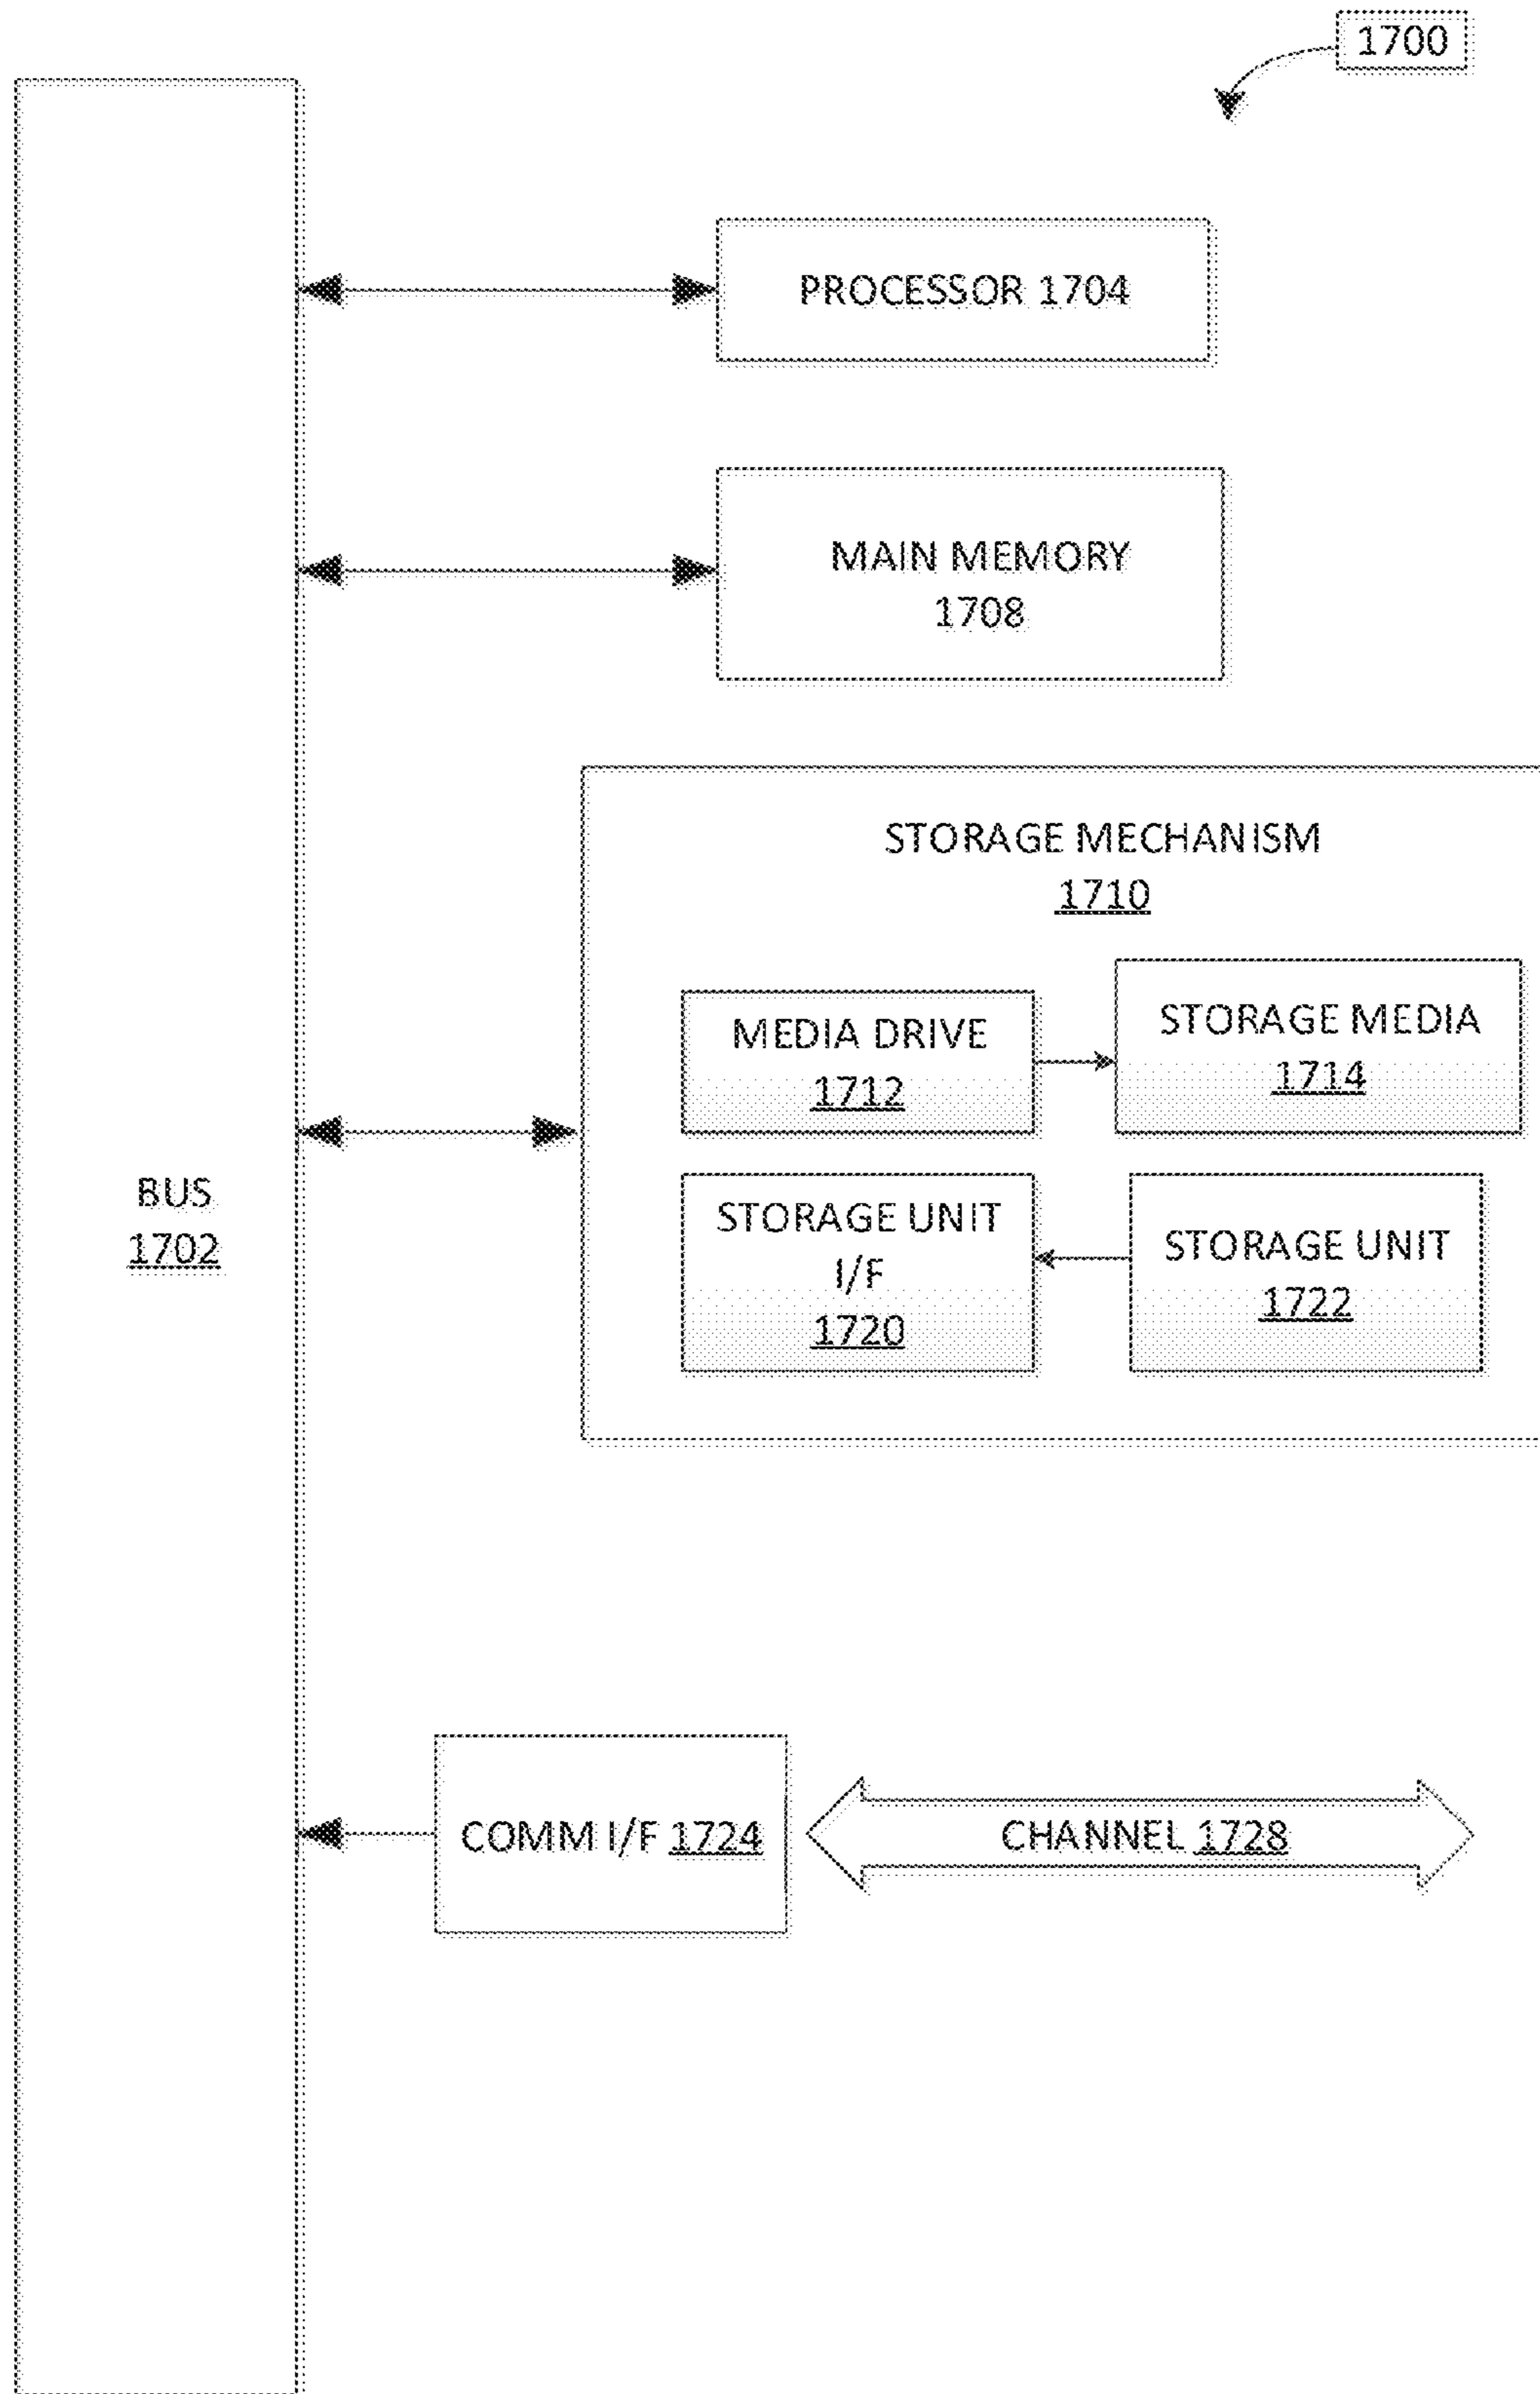 1700
PROCESSOR 1704
MAIN MEMORY
1708
STORAGE MECHANISM
1710
MEDIA DRIVE
1712
STORAGE MEDIA
1714
BUS
1702
STORAGE UNIT
I/F
1720
STORAGE UNIT
1722
COMM I/F 1724
CHANNEL 1728